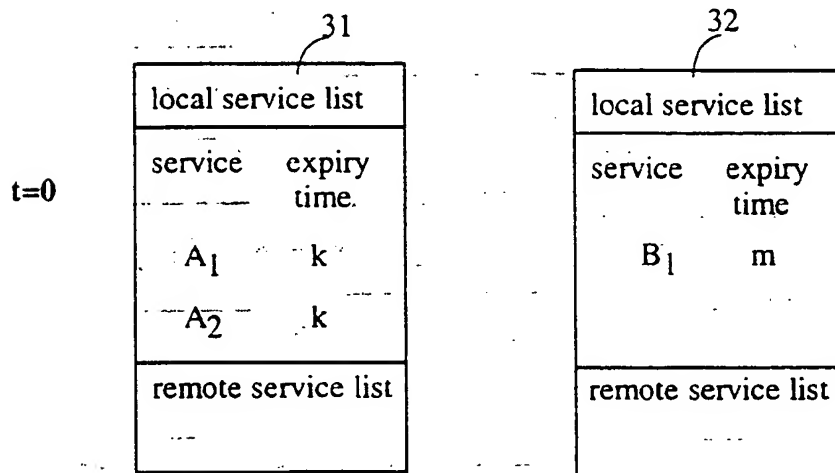 31
local service list
service expiry
time.
A1 k
A2 k
remote service list
t=0
32
local service list
service expiry
time
B1 m
remote service list